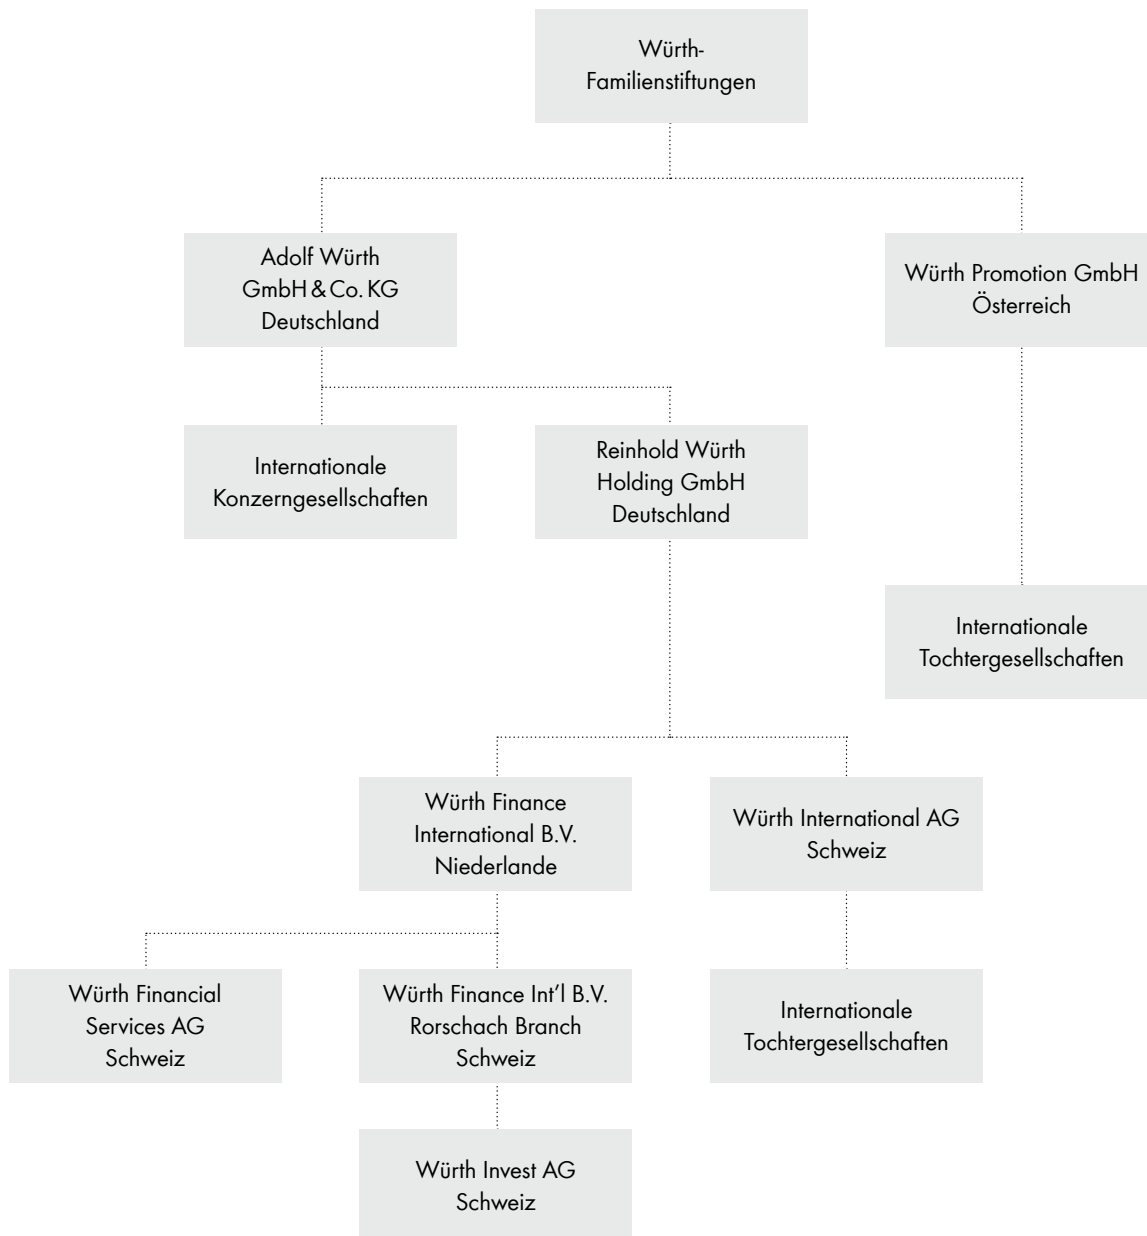 Würth-
Familienstiftungen
Adolf Würth
GmbH & Co. KG
Deutschland
Würth Promotion GmbH
Österreich
Internationale
Konzerngesellschaften
Reinhold Würth
Holding GmbH
Deutschland
Internationale
Tochtergesellschaften
Würth Finance
International B.V.
Niederlande
Würth International AG
Schweiz
Würth Financial
Services AG
Schweiz
Würth Finance Int’l B.V.
Rorschach Branch
Schweiz
Internationale
Tochtergesellschaften
Würth Invest AG
Schweiz